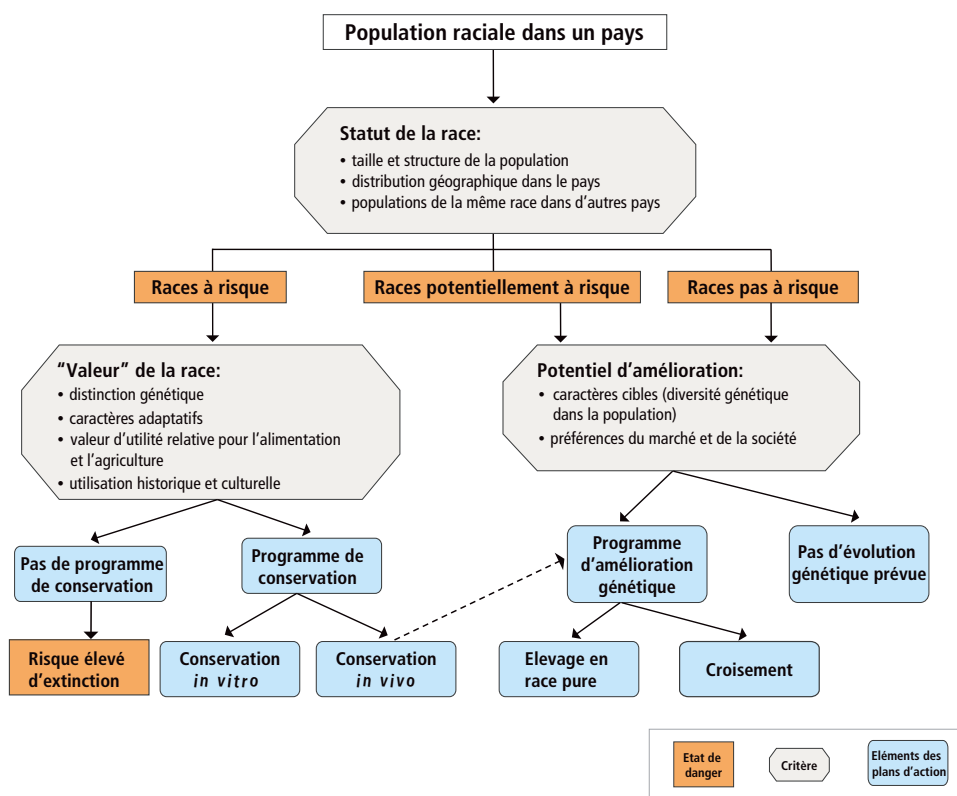 Population raciale dans un pays
Statut de la race:
• taille et structure de la population
• distribution géographique dans le pays
• populations de la même race dans d'autres pays
Races à risque
Races potentiellement à risque
Races pas à risque
“Valeur” de la race:
• distinction génétique
• caractères adaptatifs
• valeur d'utilité relative pour l'alimentation
et l'agriculture
• utilisation historique et culturelle
Potentiel d'amélioration:
• caractères cibles (diversité génétique
dans la population)
• préférences du marché et de la société
Pas de programme
de conservation
Programme de
conservation
Programme
d'amélioration
génétique
Pas d'évolution
génétique prévue
Risque élevé
d'extinction
Conservation
in vitro
Conservation
in vivo
Elevage en
race pure
Croisement
Etat de
danger
Critère
Eléments des
plans d'action